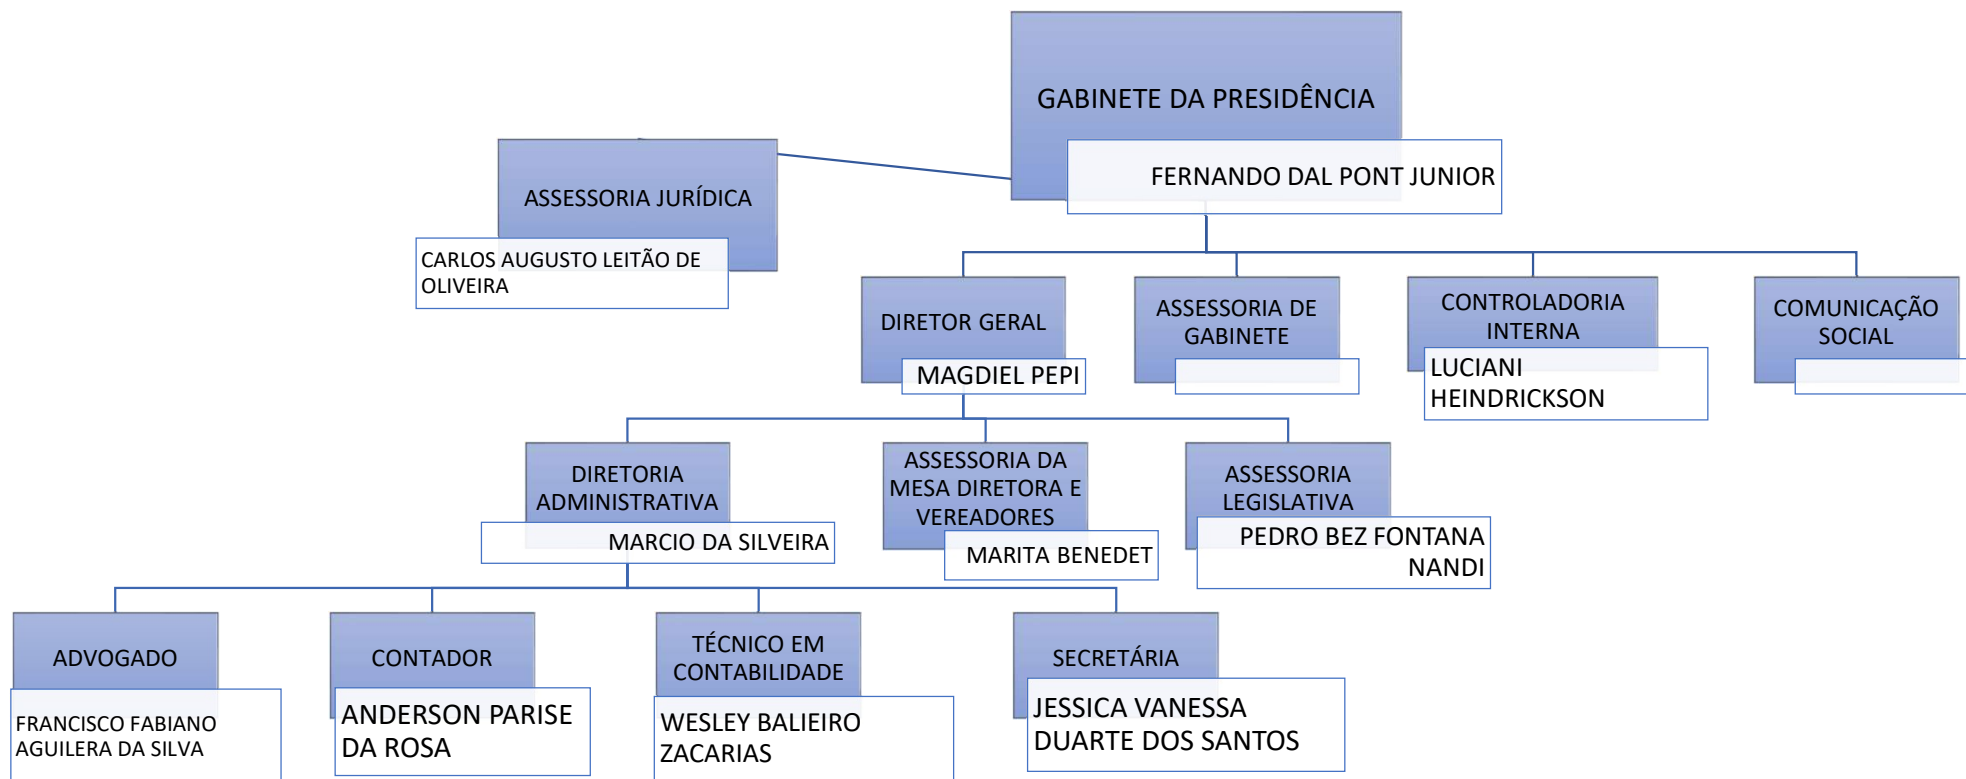 GABINETE DA PRESIDÊNCIA
FERNANDO DAL PONT JUNIOR
ASSESSORIA JURÍDICA
CARLOS AUGUSTO LEITÃO DE
OLIVEIRA
DIRETOR GERAL
MAGDIEL PEPI
ASSESSORIA DE
GABINETE
CONTROLADORIA
INTERNA
LUCIANI
HEINDRICKSON
COMUNICAÇÃO
SOCIAL
DIRETORIA
ADMINISTRATIVA
MARCIO DA SILVEIRA
ASSESSORIA DA
MESA DIRETORA E
VEREADORES
MARITA BENEDET
ASSESSORIA
LEGISLATIVA
PEDRO BEZ FONTANA
NANDI
ADVOGADO
FRANCISCO FABIANO
AGUILERA DA SILVA
CONTADOR
ANDERSON PARISE
DA ROSA
TÉCNICO EM
CONTABILIDADE
WESLEY BALIEIRO
ZACARIAS
SECRETÁRIA
JESSICA VANESSA
DUARTE DOS SANTOS